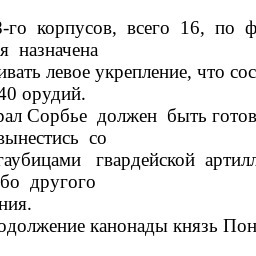 -го корпусов, всего 16, по ф
я назначена
ивать левое укрепление, что сос
40 орудий.
рал Сорбье должен быть готов
вынестись со
гаубицами гвардейской артилл
бо другого
ния.
одолжение канонады князь Пон